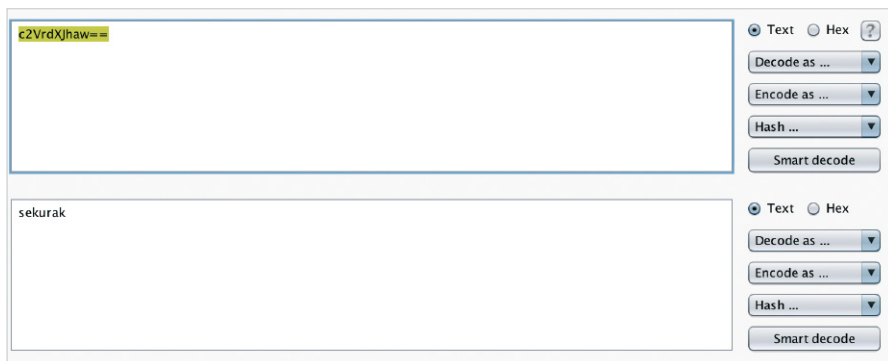 c2VrdXJhaw==
Text Hex ?
Decode as ...
Encode as ...
Hash ...
Smart decode
sekurak
Text Hex
Decode as ...
Encode as ...
Hash ...
Smart decode